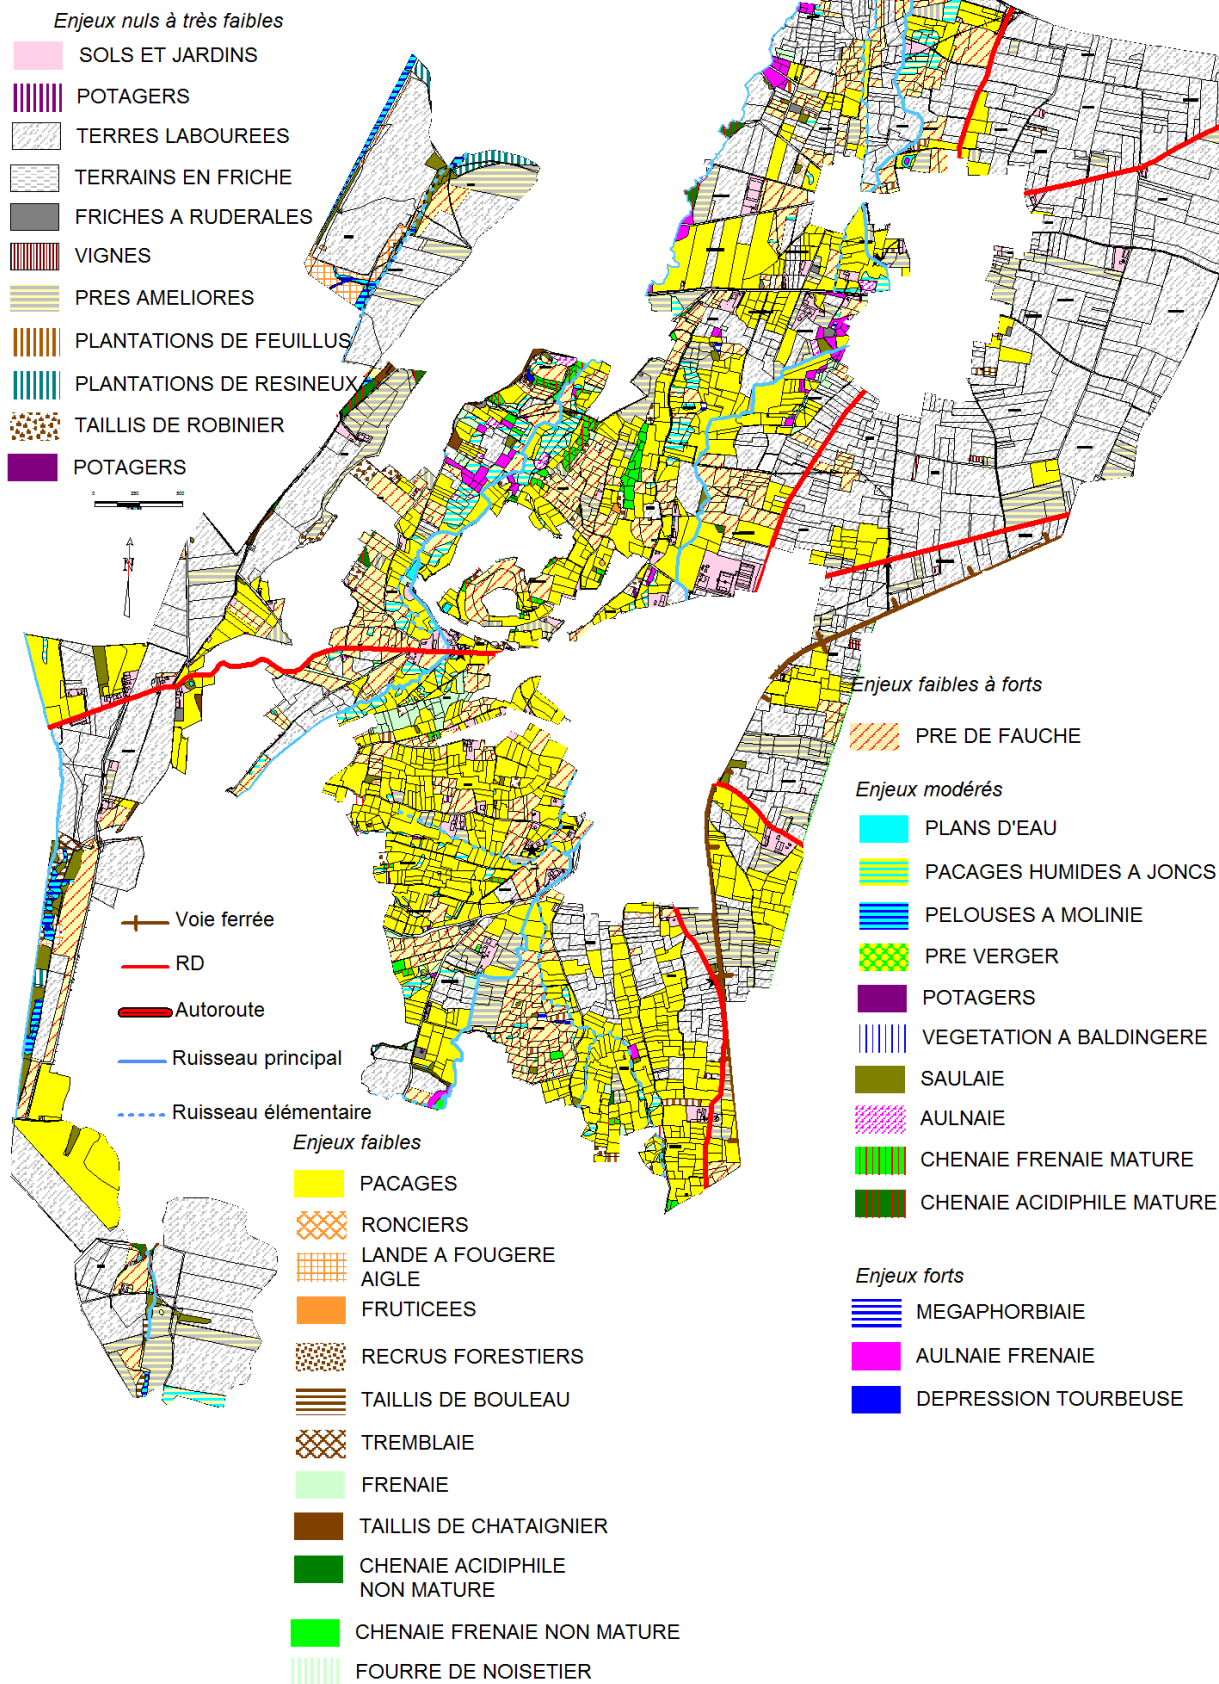 Enjeux nuls à très faibles
SOLS ET JARDINS
POTAGERS
TERRES LABOUREES
TERRAINS EN FRICHE
FRICHES A RUDERALES
VIGNES
PRES AMELIORES
PLANTATIONS DE FEUILLUS
PLANTATIONS DE RESINEUX
TAILLIS DE ROBINIER
POTAGERS
N
Voie ferrée
RD
Autoroute
Ruisseau principal
Ruisseau élémentaire
Enjeux faibles
PACAGES
RONCIERS
LANDE A FOUGERE
AIGLE
FRUTICEES
RECRUS FORESTIERS
TAILLIS DE BOULEAU
TREMBLAIE
FRENAIE
TAILLIS DE CHATAIGNIER
CHENAIE ACIDIPHILE
NON MATURE
CHENAIE FRENAIE NON MATURE
FOURRE DE NOISETIER
Enjeux faibles à forts
PRE DE FAUCHE
Enjeux modérés
PLANS D'EAU
PACAGES HUMIDES A JONCS
PELOUSES A MOLINIE
PRE VERGER
POTAGERS
VEGETATION A BALDINGERE
SAULAIE
AULNAIE
CHENAIE FRENAIE MATURE
CHENAIE ACIDIPHILE MATURE
Enjeux forts
MEGAPHORBIAIE
AULNAIE FRENAIE
DEPRESSION TOURBEUSE